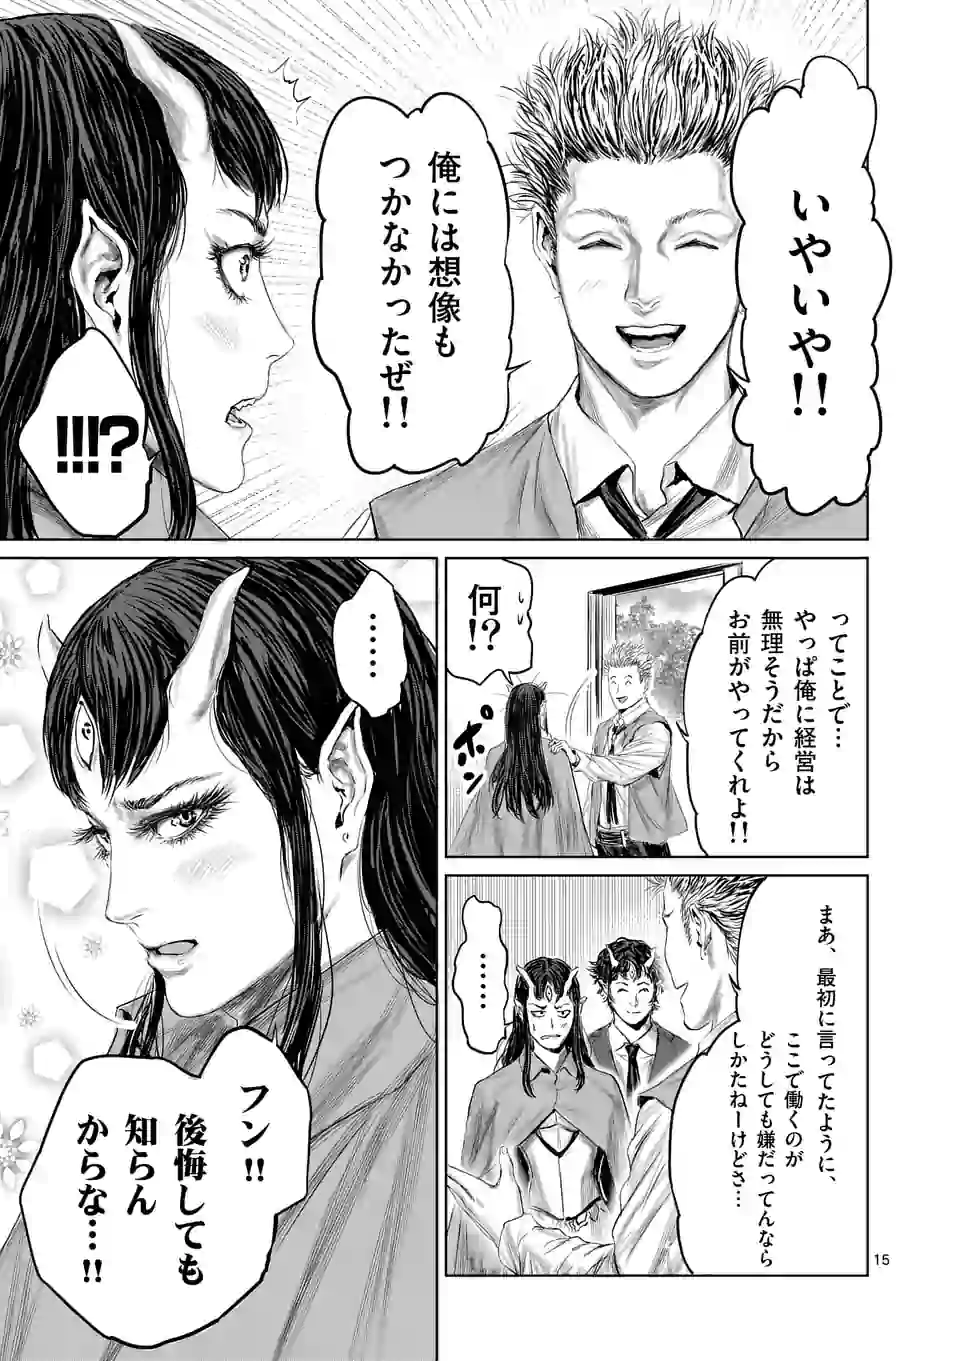 いやいや!!
俺には想像も
つかなかったぜ!!
!!!?
ってことで…
やっぱ俺に経営は
無理そうだから
お前がやってくれよ!!
何!?
ポン
まあ、最初に言ってたように、
ここで働くのが
どうしても嫌だってんなら
しかたねーけどさ…
……
……
フン!!
後悔しても
知らん
からな…!!
15